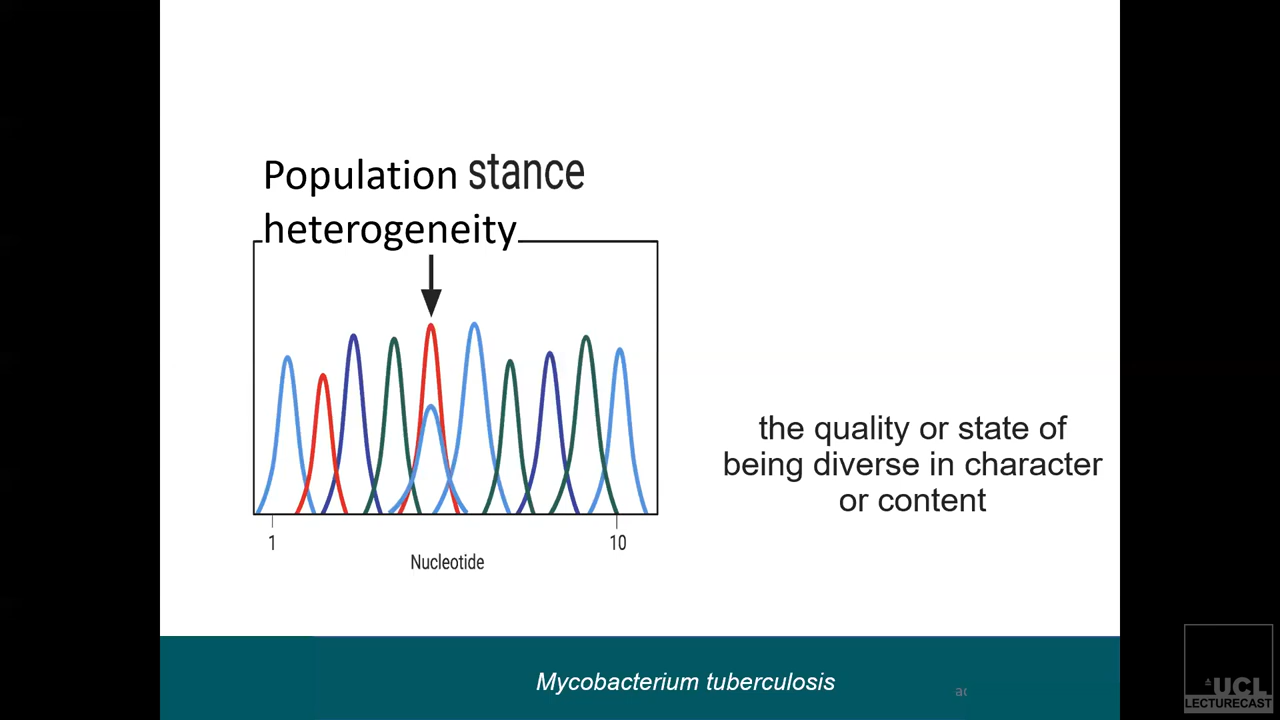 Population stance
heterogeneity
the quality or state of
being diverse in character
or content
1
10
Nucleotide
Mycobacterium tuberculosis
UCL
LECTURECAST